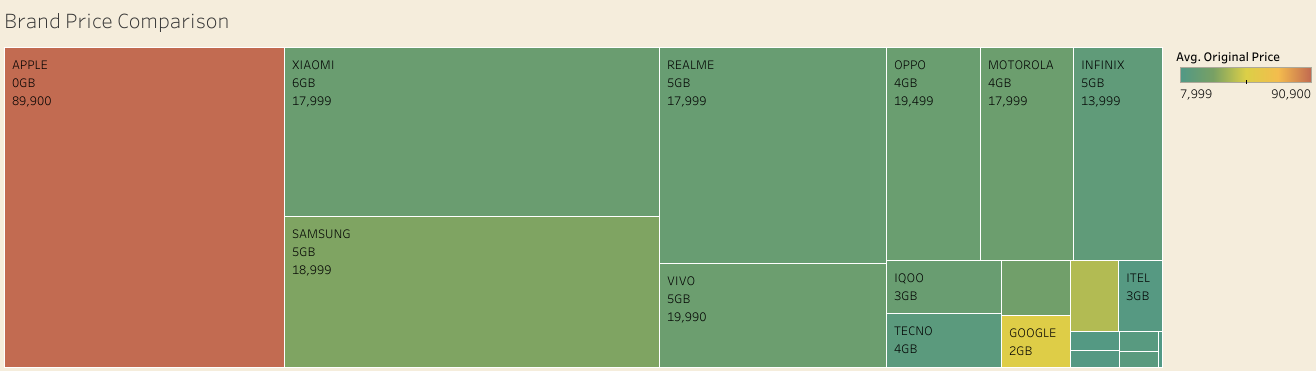 Brand Price Comparison
APPLE
0GB
89,900
XIAOMI
6GB
17,999
SAMSUNG
5GB
18,999
REALME
5GB
17,999
VIVO
5GB
19,990
OPPO
4GB
19,499
MOTOROLA
4GB
17,999
INFINIX
5GB
13,999
IQOO
3GB
TECNO
4GB
GOOGLE
2GB
ITEL
3GB
Avg. Original Price
7,999 90,900